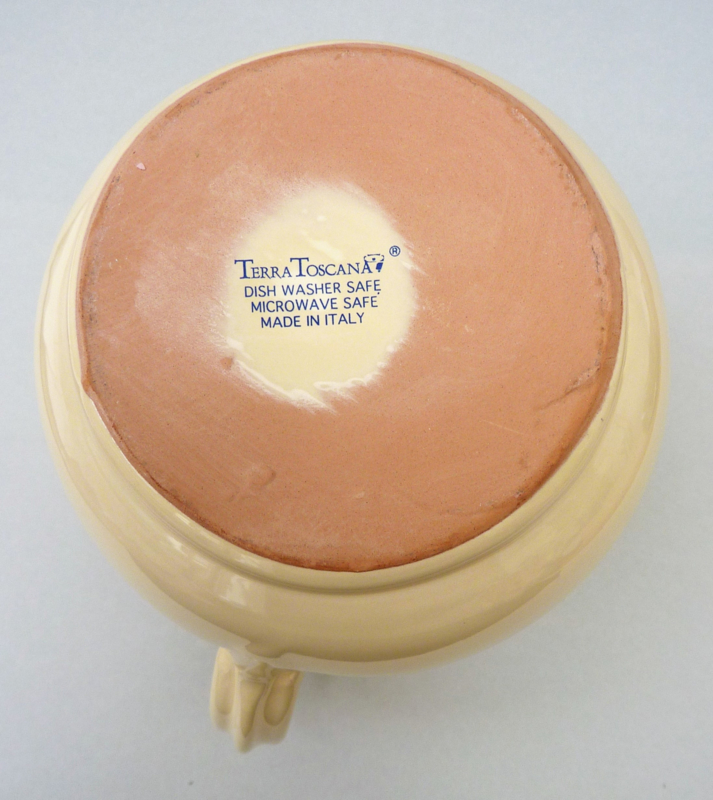 TERRA TOSCANA ®
DISH WASHER SAFE
MICROWAVE SAFE
MADE IN ITALY